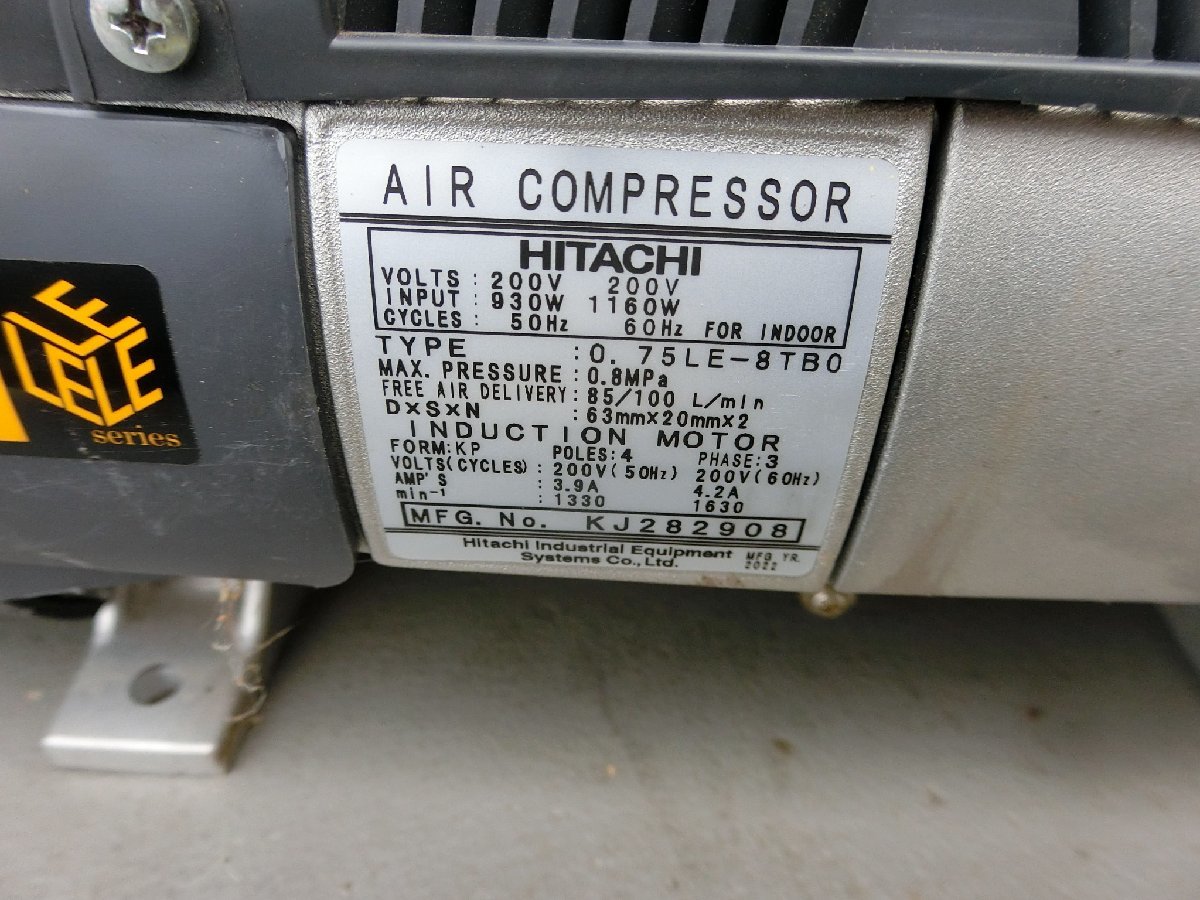 AIR COMPRESSOR
HITACHI
VOLTS : 200V 200V
INPUT : 930W 1160W
CYCLES : 50Hz 60Hz FOR INDOOR
TYPE : 0.75LE-8TB0
MAX. PRESSURE : 0.8MPa
FREE AIR DELIVERY : 85/100 L/min
D×S×N : 63mm×20mm×2
INDUCTION MOTOR
FORM:KP POLES:4 PHASE:3
VOLTS(CYCLES) : 200V(50Hz) 200V(60Hz)
AMP'S : 3.9A 4.2A
min⁻¹ : 1330 1630
MFG. No. KJ282908
Hitachi Industrial Equipment
Systems Co., Ltd.
MFG. YR.
2022
LE
LE
LE
series